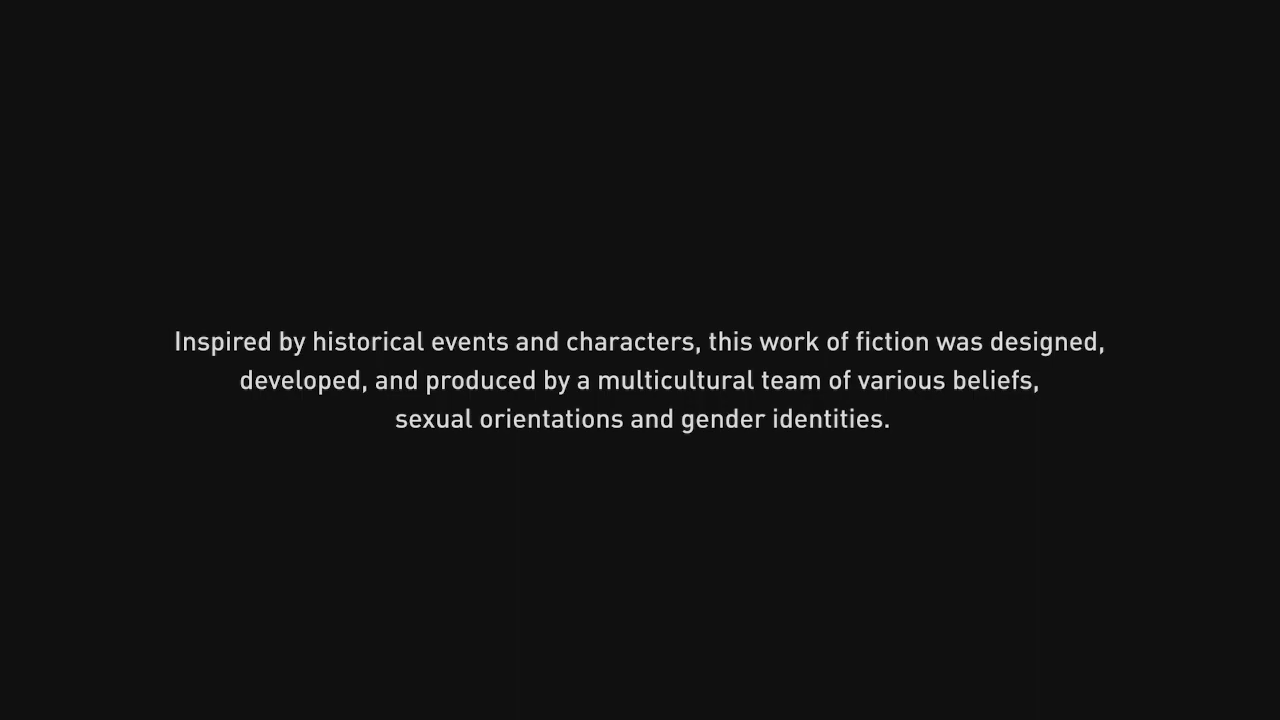 Inspired by historical events and characters, this work of fiction was designed,
developed, and produced by a multicultural team of various beliefs,
sexual orientations and gender identities.